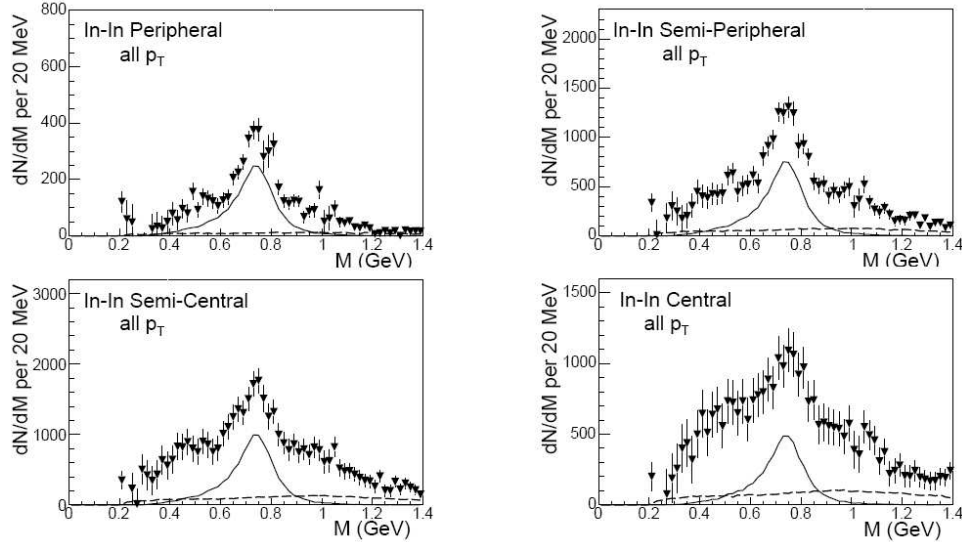 In-In Peripheral
all pT
dN/dM per 20 MeV
800
600
400
200
0
0 0.2 0.4 0.6 0.8 1 1.2 1.4
M (GeV)
In-In Semi-Peripheral
all pT
dN/dM per 20 MeV
2000
1500
1000
500
0
0 0.2 0.4 0.6 0.8 1 1.2 1.4
M (GeV)
In-In Semi-Central
all pT
dN/dM per 20 MeV
3000
2000
1000
0
0 0.2 0.4 0.6 0.8 1 1.2 1.4
M (GeV)
In-In Central
all pT
dN/dM per 20 MeV
1500
1000
500
0
0 0.2 0.4 0.6 0.8 1 1.2 1.4
M (GeV)